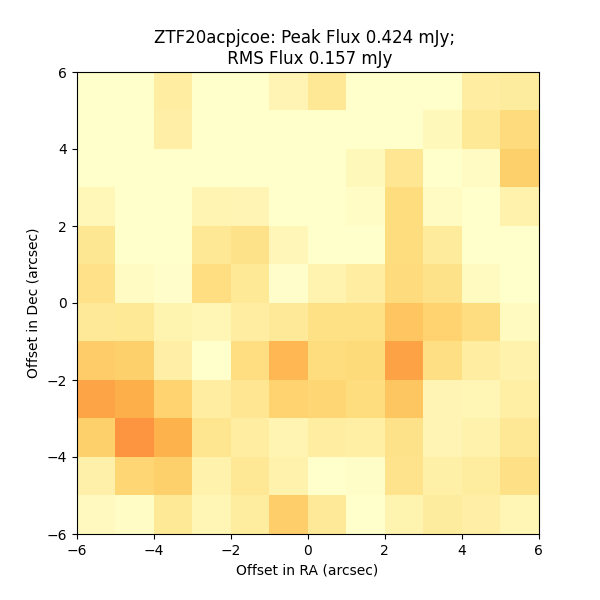 ZTF20acpjcoe: Peak Flux 0.424 mJy;
RMS Flux 0.157 mJy
6
4
2
0
−2
−4
−6
Offset in Dec (arcsec)
−6 −4 −2 0 2 4 6
Offset in RA (arcsec)